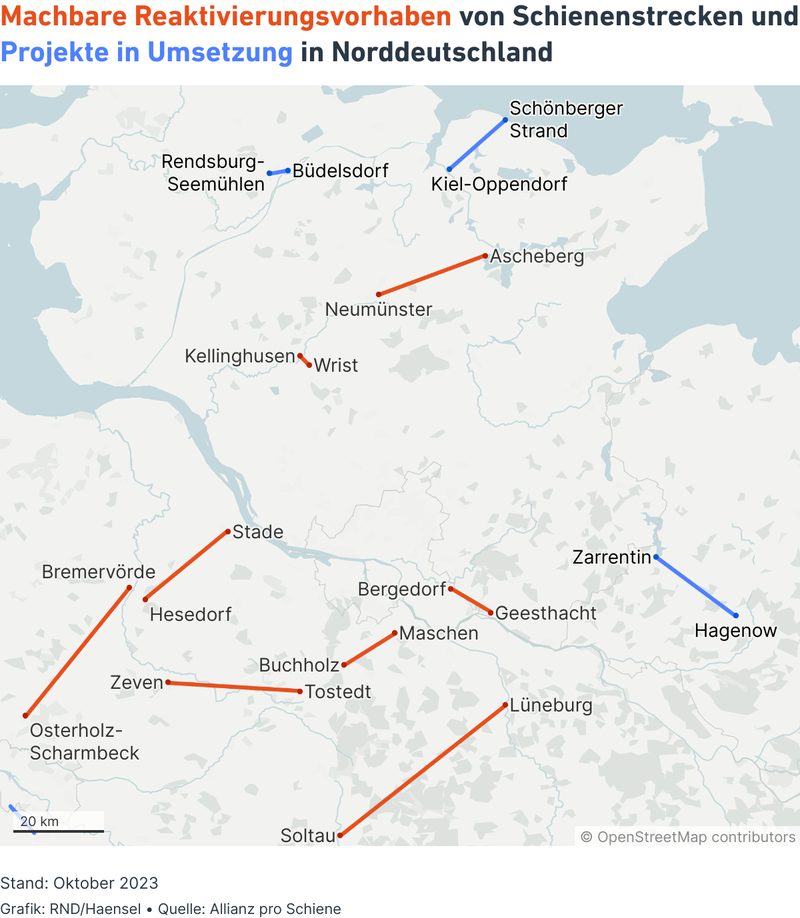 Machbare Reaktivierungsvorhaben von Schienenstrecken und
Projekte in Umsetzung in Norddeutschland
Schönberger
Strand
Rendsburg-
Seemühlen
Büdelsdorf
Kiel-Oppendorf
Ascheberg
Neumünster
Kellinghusen
Wrist
Stade
Bremervörde
Hesedorf
Zarrentin
Bergedorf
Geesthacht
Hagenow
Maschen
Buchholz
Zeven
Tostedt
Lüneburg
Osterholz-
Scharmbeck
20 km
Soltau
© OpenStreetMap contributors
Stand: Oktober 2023
Grafik: RND/Haensel • Quelle: Allianz pro Schiene